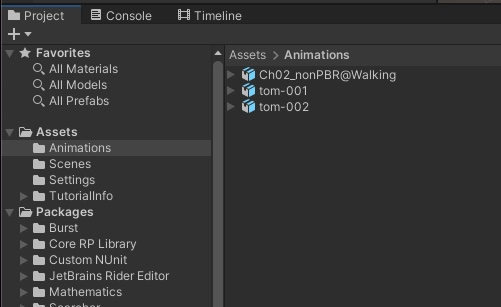 Project Console Timeline
Favorites
All Materials
All Models
All Prefabs
Assets
Animations
Scenes
Settings
TutorialInfo
Packages
Burst
Core RP Library
Custom NUnit
JetBrains Rider Editor
Mathematics
Assets > Animations
Ch02_nonPBR@Walking
tom-001
tom-002